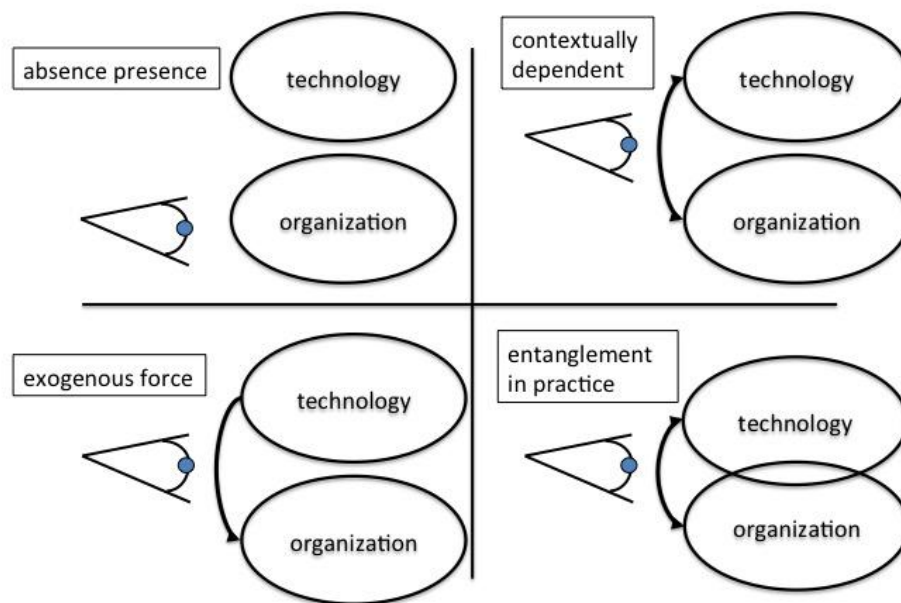 absence presence
technology
organization
contextually
dependent
technology
organization
exogenous force
technology
organization
entanglement
in practice
technology
organization